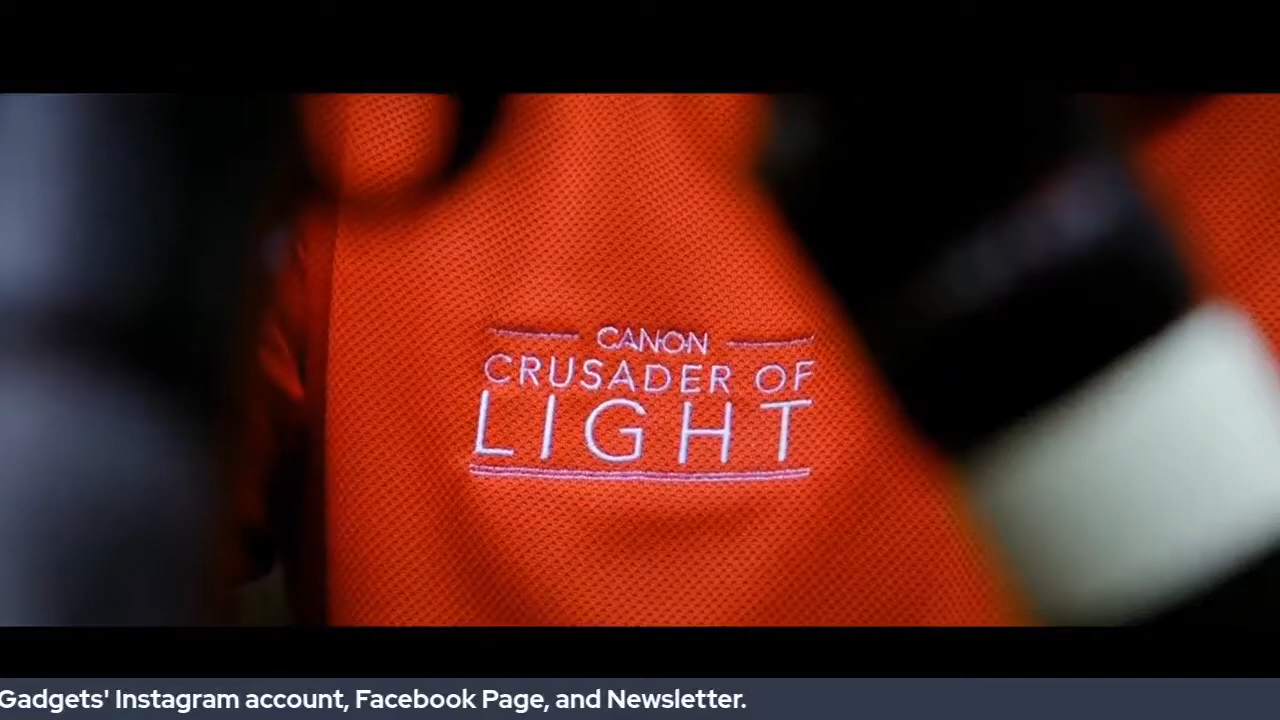 CANON
CRUSADER OF
LIGHT
Gadgets' Instagram account, Facebook Page, and Newsletter.